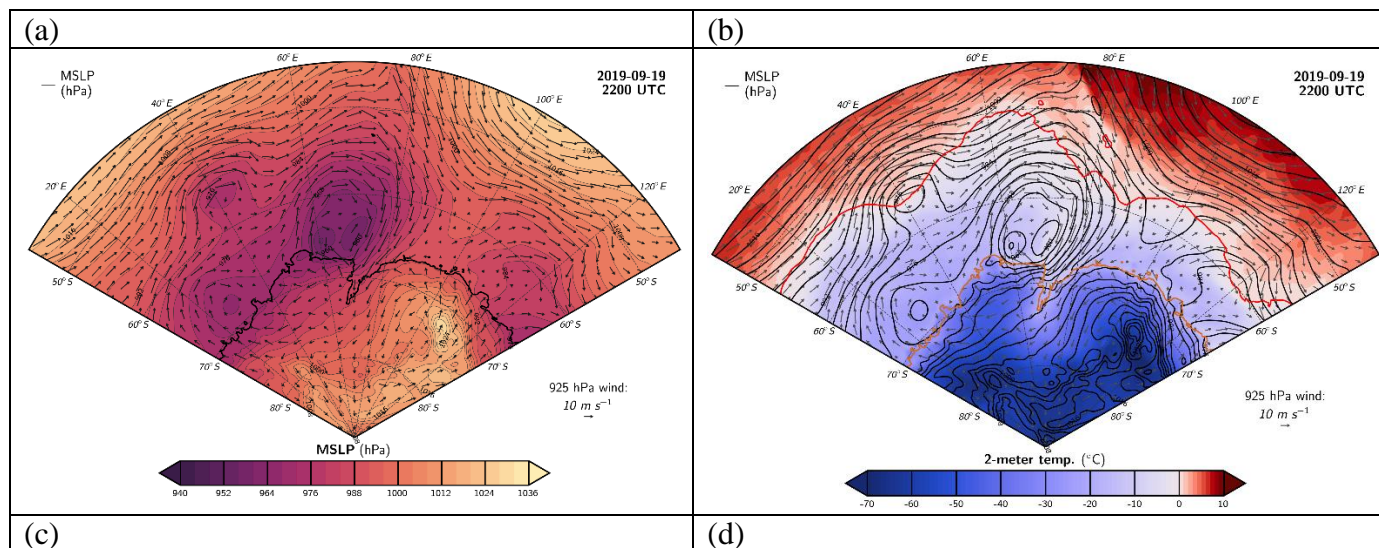 (a)
(b)
— MSLP (hPa)
2019-09-19
2200 UTC
20° E
40° E
60° E
80° E
100° E
120° E
50° S
60° S
70° S
80° S
80° S
70° S
60° S
50° S
925 hPa wind:
10 m s⁻¹
MSLP (hPa)
940 952 964 976 988 1000 1012 1024 1036
— MSLP (hPa)
2019-09-19
2200 UTC
20° E
40° E
60° E
80° E
100° E
120° E
50° S
60° S
70° S
80° S
80° S
70° S
60° S
50° S
925 hPa wind:
10 m s⁻¹
2-meter temp. (°C)
-70 -60 -50 -40 -30 -20 -10 0 10
(c)
(d)